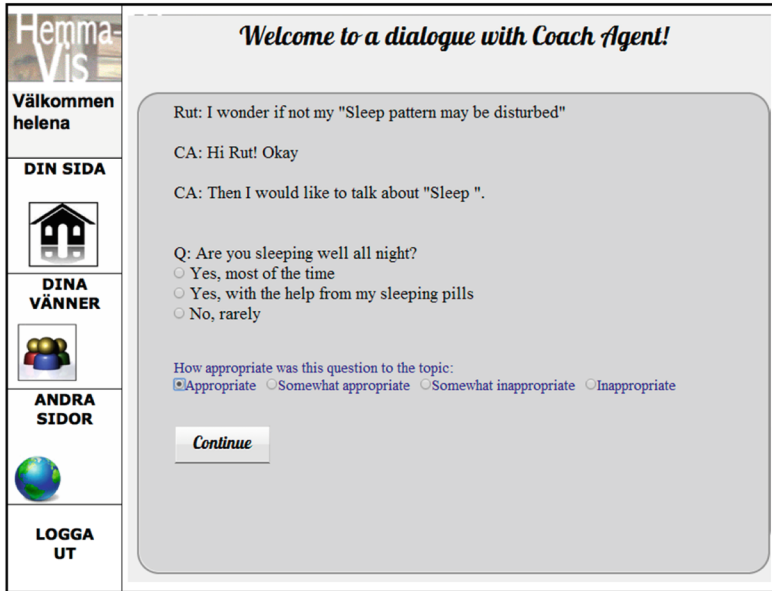 Hemma-
Vis
Välkommen
helena
DIN SIDA
DINA
VÄNNER
ANDRA
SIDOR
LOGGA
UT
Welcome to a dialogue with Coach Agent!
Rut: I wonder if not my "Sleep pattern may be disturbed"
CA: Hi Rut! Okay
CA: Then I would like to talk about "Sleep ".
Q: Are you sleeping well all night?
Yes, most of the time
Yes, with the help from my sleeping pills
No, rarely
How appropriate was this question to the topic:
Appropriate Somewhat appropriate Somewhat inappropriate Inappropriate
Continue